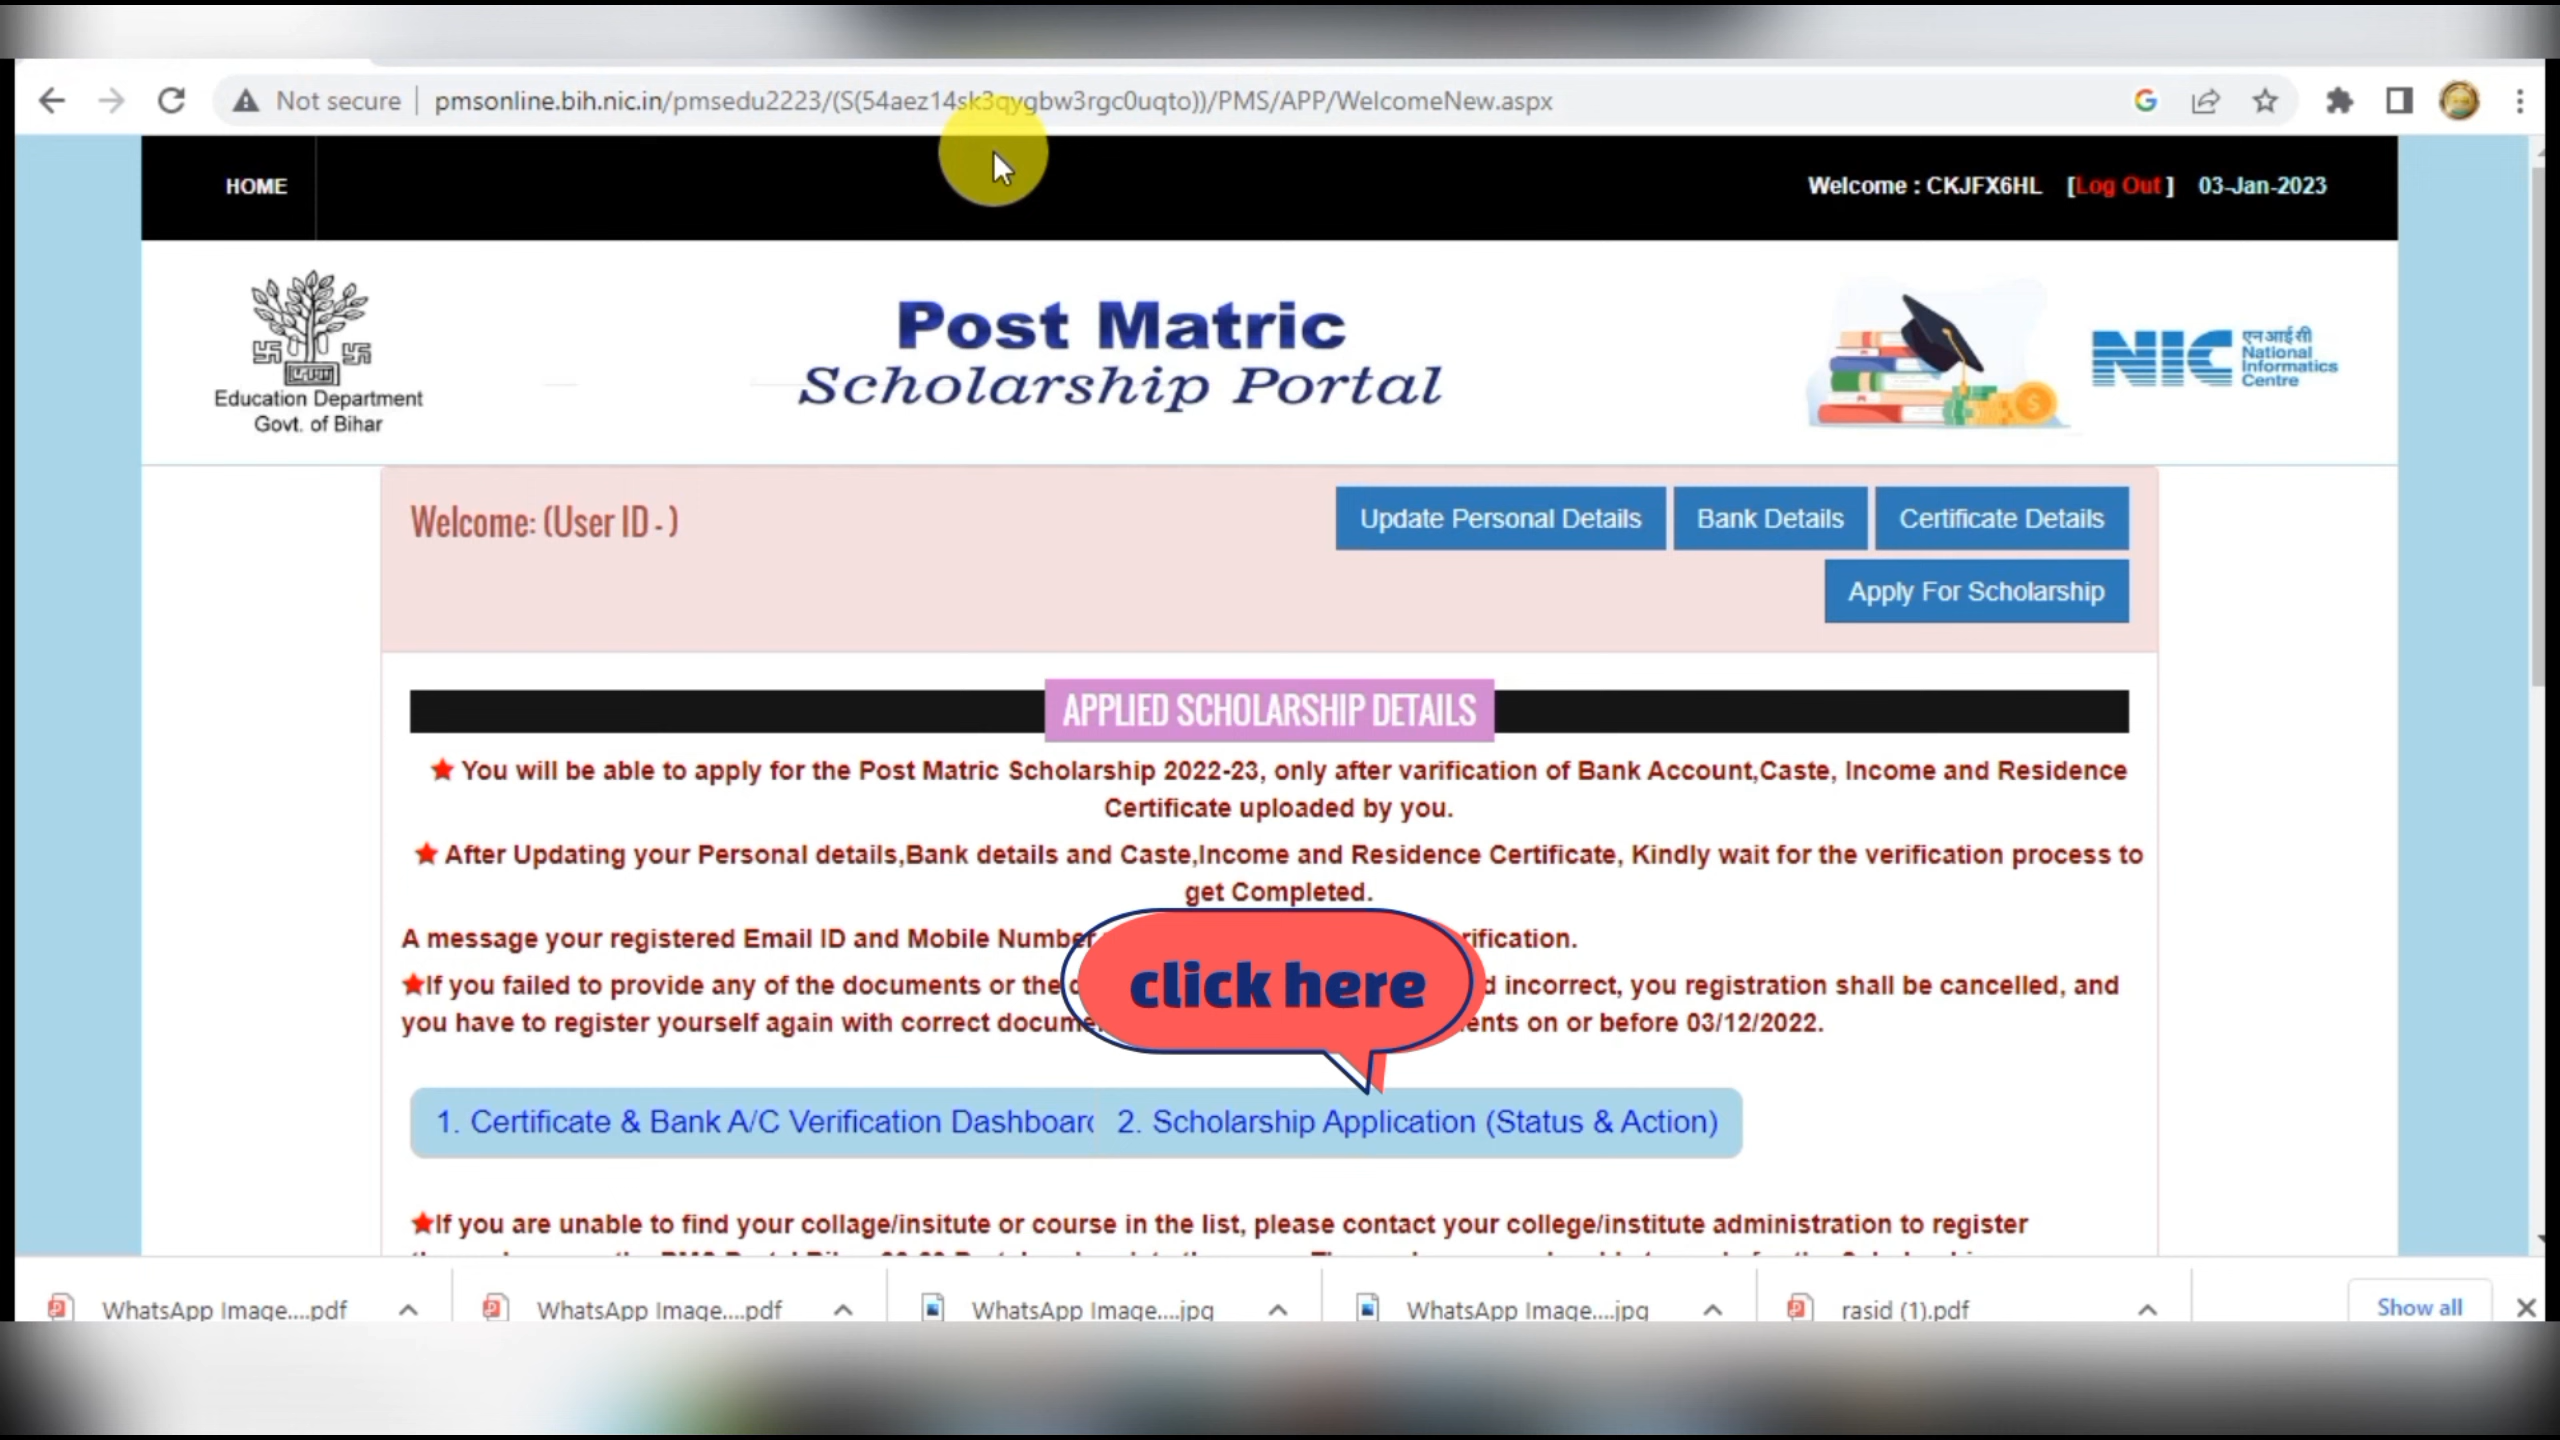 Not secure | pmsonline.bih.nic.in/pmsedu2223/(S(54aez14sk3qygbw3rgc0uqto))/PMS/APP/WelcomeNew.aspx
HOME
Welcome : CKJFX6HL [Log Out] 03-Jan-2023
Education Department
Govt. of Bihar
Post Matric
Scholarship Portal
NIC
एन आई सी
National
Informatics
Centre
Welcome: (User ID - )
Update Personal Details
Bank Details
Certificate Details
Apply For Scholarship
APPLIED SCHOLARSHIP DETAILS
You will be able to apply for the Post Matric Scholarship 2022-23, only after varification of Bank Account,Caste, Income and Residence
Certificate uploaded by you.
After Updating your Personal details,Bank details and Caste,Income and Residence Certificate, Kindly wait for the verification process to
get Completed.
A message your registered Email ID and Mobile Number rification.
If you failed to provide any of the documents or the d incorrect, you registration shall be cancelled, and
you have to register yourself again with correct docume ents on or before 03/12/2022.
click here
1. Certificate & Bank A/C Verification Dashboard
2. Scholarship Application (Status & Action)
If you are unable to find your collage/insitute or course in the list, please contact your college/institute administration to register
WhatsApp Image....pdf
WhatsApp Image....pdf
WhatsApp Image....jpg
WhatsApp Image....jpg
rasid (1).pdf
Show all